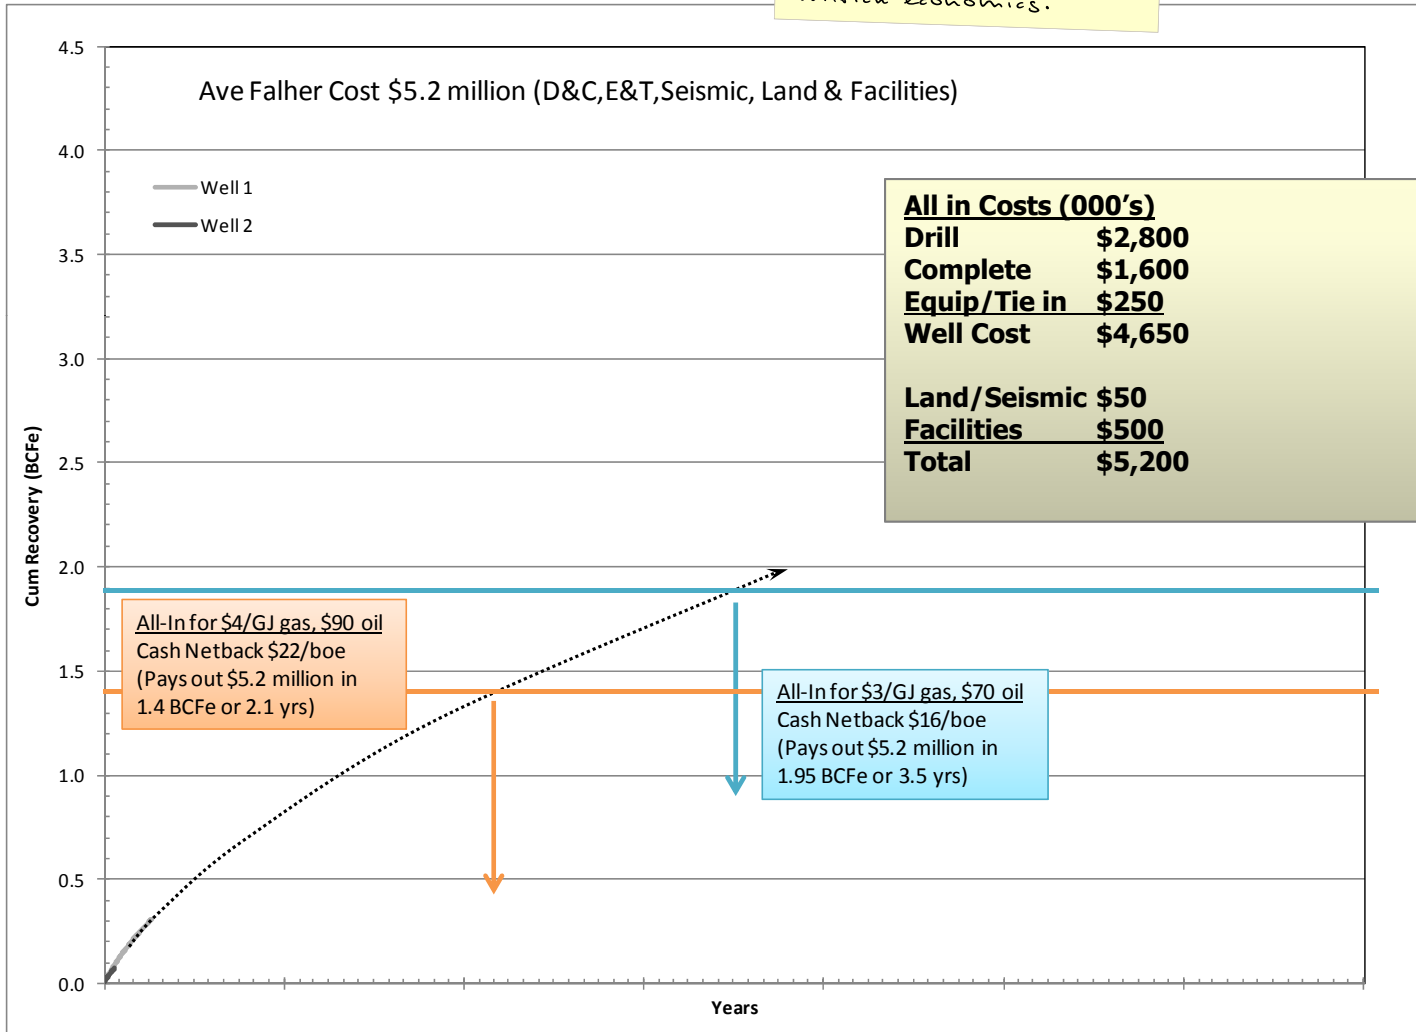 economics.
Ave Falher Cost $5.2 million (D&C,E&T,Seismic, Land & Facilities)
Well 1
Well 2
All in Costs (000's)
Drill $2,800
Complete $1,600
Equip/Tie in $250
Well Cost $4,650
Land/Seismic $50
Facilities $500
Total $5,200
All-In for $4/GJ gas, $90 oil
Cash Netback $22/boe
(Pays out $5.2 million in
1.4 BCFe or 2.1 yrs)
All-In for $3/GJ gas, $70 oil
Cash Netback $16/boe
(Pays out $5.2 million in
1.95 BCFe or 3.5 yrs)
Cum Recovery (BCFe)
4.5
4.0
3.5
3.0
2.5
2.0
1.5
1.0
0.5
0.0
Years